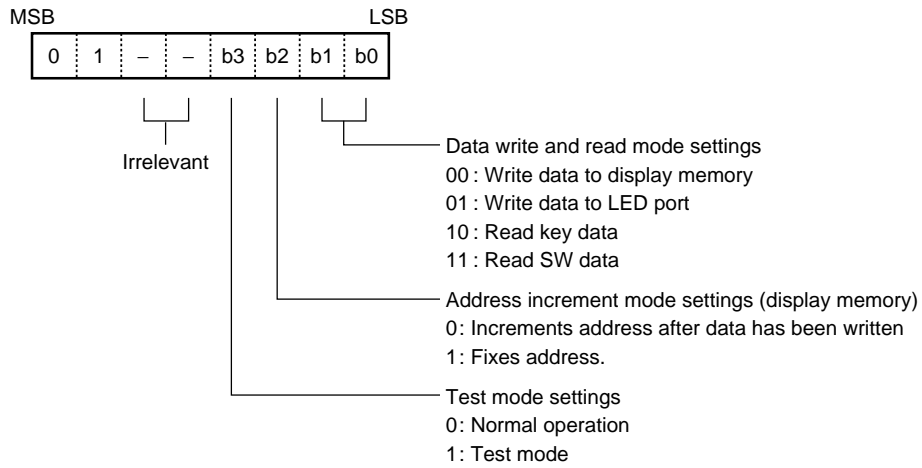 MSB LSB
0 1 – – b3 b2 b1 b0
Irrelevant
Data write and read mode settings
00 : Write data to display memory
01 : Write data to LED port
10 : Read key data
11 : Read SW data
Address increment mode settings (display memory)
0: Increments address after data has been written
1: Fixes address.
Test mode settings
0: Normal operation
1: Test mode